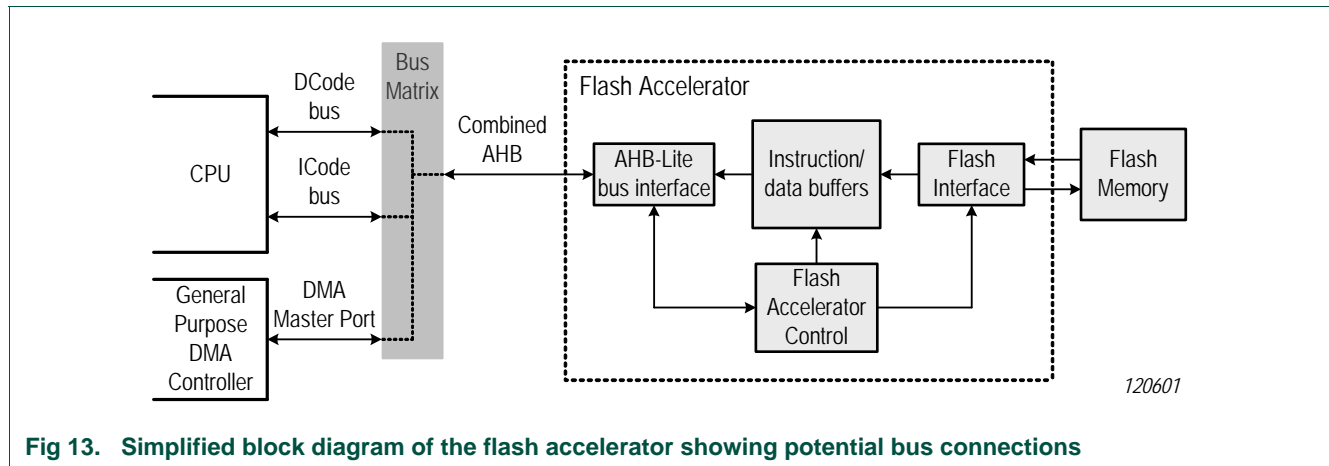 Bus
Matrix
DCode
bus
ICode
bus
CPU
General
Purpose
DMA
Controller
DMA
Master Port
Combined
AHB
Flash Accelerator
AHB-Lite
bus interface
Instruction/
data buffers
Flash
Interface
Flash
Memory
Flash
Accelerator
Control
120601
Fig 13. Simplified block diagram of the flash accelerator showing potential bus connections